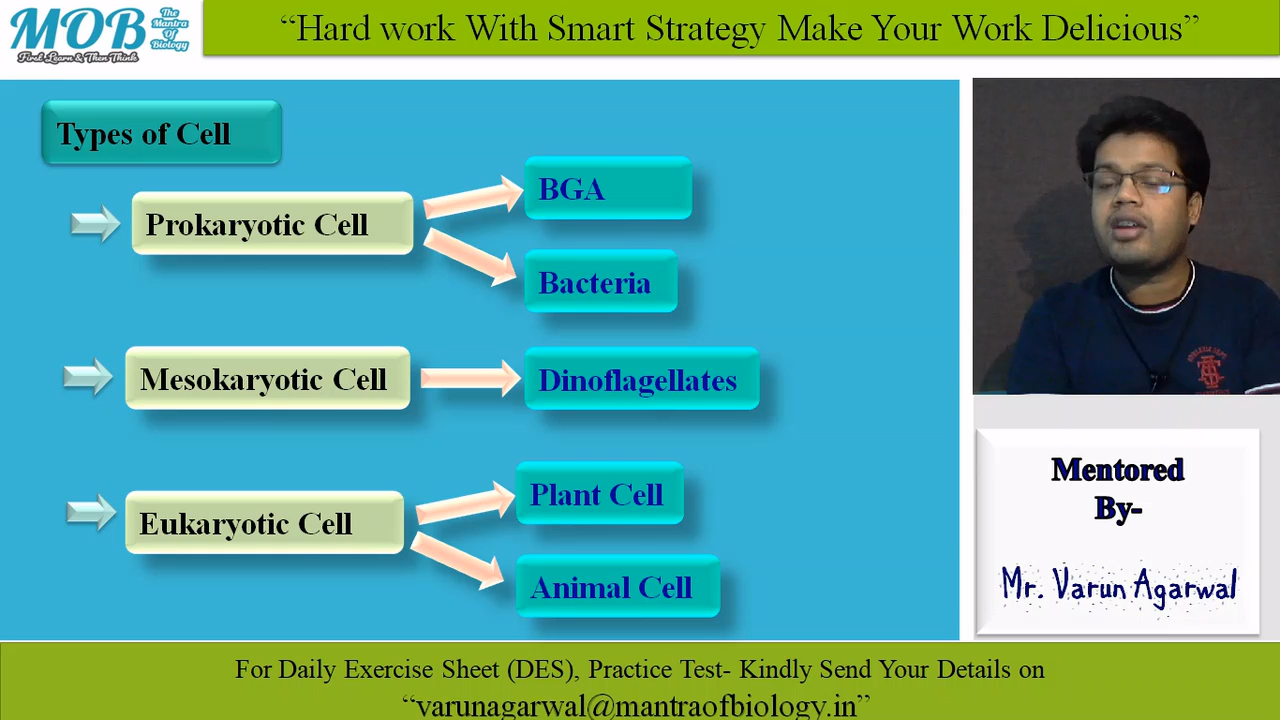 MOB The Mantra Of Biology
First Learn & Then Think
“Hard work With Smart Strategy Make Your Work Delicious”
Types of Cell
Prokaryotic Cell
BGA
Bacteria
Mesokaryotic Cell
Dinoflagellates
Eukaryotic Cell
Plant Cell
Animal Cell
Mentored
By-
Mr. Varun Agarwal
For Daily Exercise Sheet (DES), Practice Test- Kindly Send Your Details on
“varunagarwal@mantraofbiology.in”